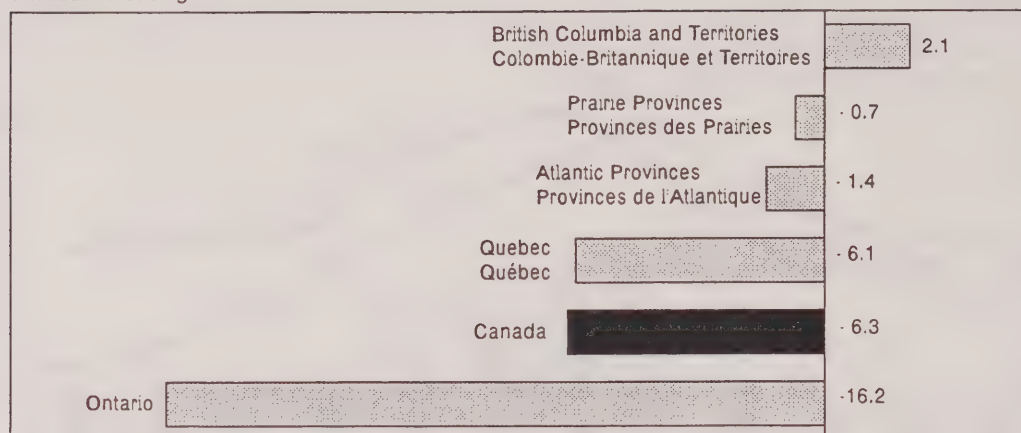 British Columbia and Territories
Colombie-Britannique et Territoires
2.1
Prairie Provinces
Provinces des Prairies
- 0.7
Atlantic Provinces
Provinces de l'Atlantique
- 1.4
Quebec
Québec
- 6.1
Canada
- 6.3
Ontario
-16.2